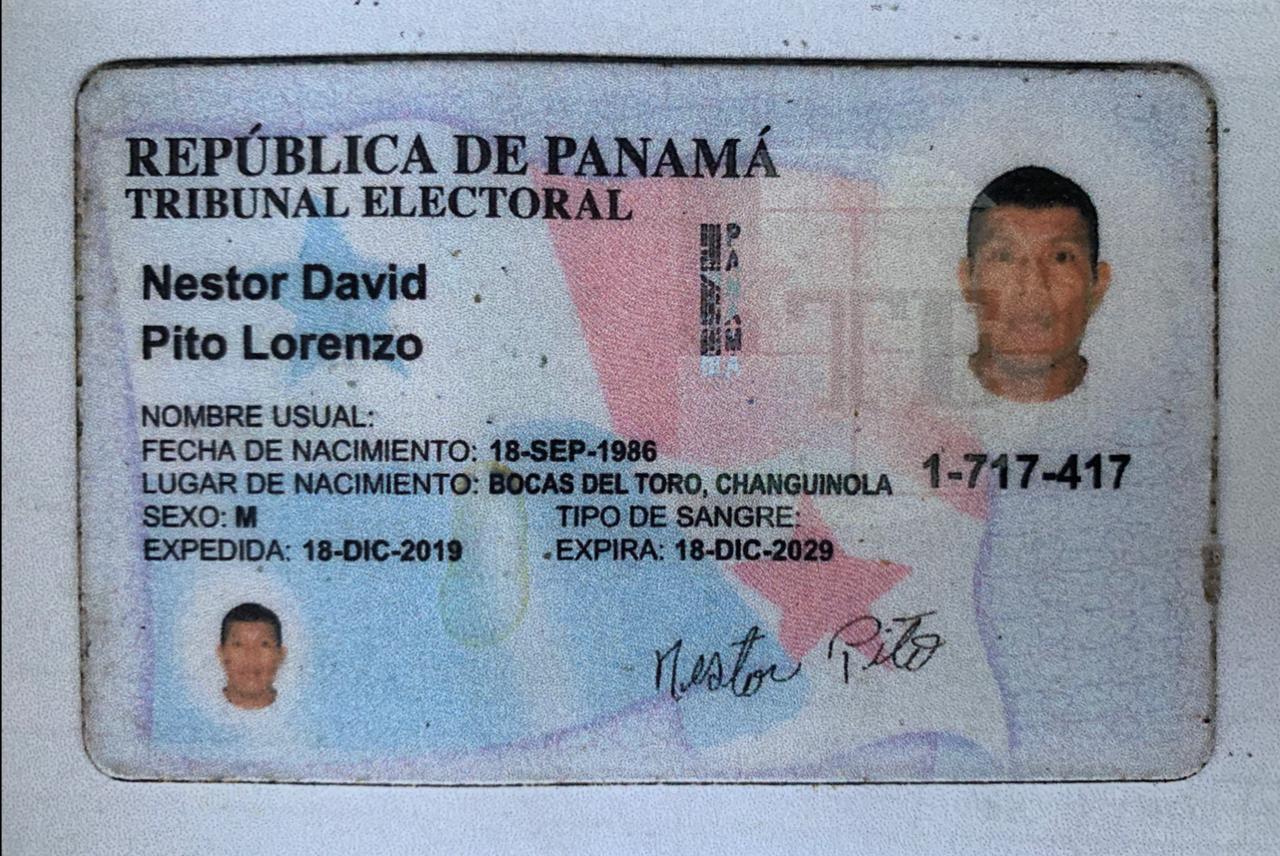 REPÚBLICA DE PANAMÁ
TRIBUNAL ELECTORAL
PANAMÁ
Nestor David
Pito Lorenzo
NOMBRE USUAL:
FECHA DE NACIMIENTO: 18-SEP-1986
LUGAR DE NACIMIENTO: BOCAS DEL TORO, CHANGUINOLA
1-717-417
SEXO: M TIPO DE SANGRE:
EXPEDIDA: 18-DIC-2019 EXPIRA: 18-DIC-2029
Nestor Pito